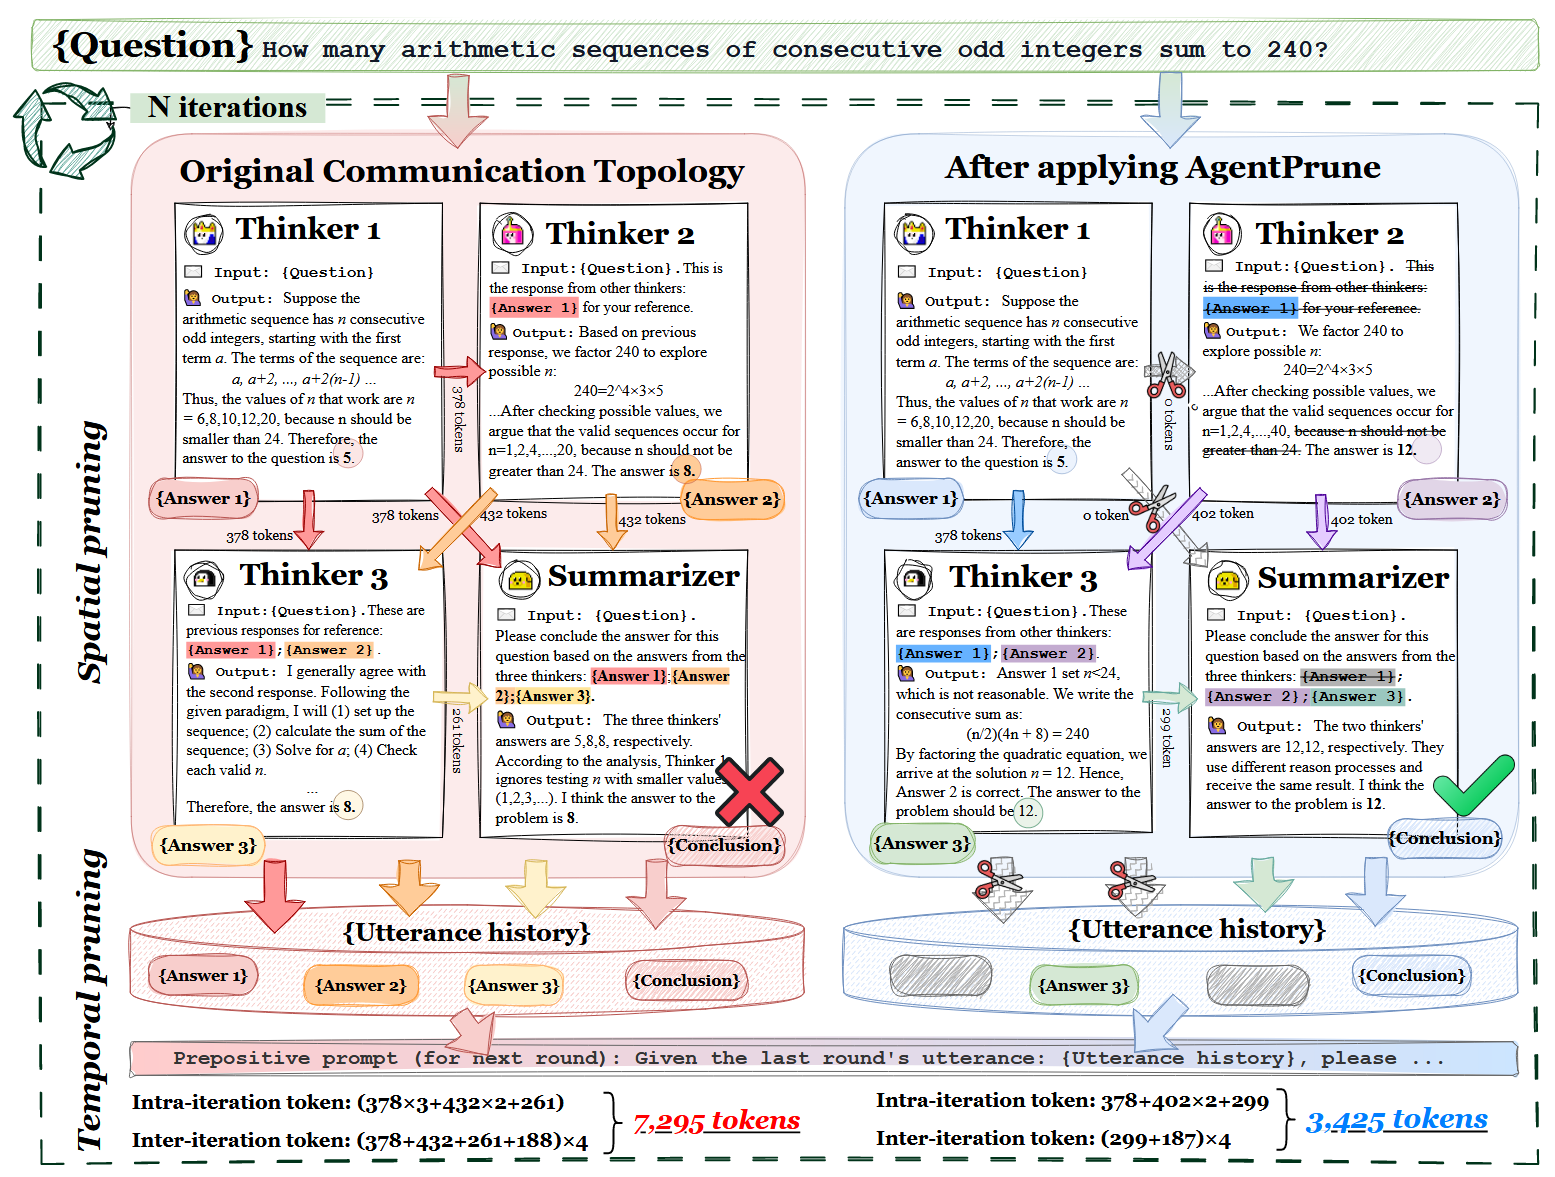 {Question} How many arithmetic sequences of consecutive odd integers sum to 240?
N iterations
Original Communication Topology
Thinker 1
Input: {Question}
Output: Suppose the
arithmetic sequence has n consecutive
odd integers, starting with the first
term a. The terms of the sequence are:
a, a+2, ..., a+2(n-1) ...
Thus, the values of n that work are n
= 6,8,10,12,20, because n should be
smaller than 24. Therefore, the
answer to the question is 5.
{Answer 1}
378 tokens
Thinker 2
Input:{Question}.This is
the response from other thinkers:
{Answer 1} for your reference.
Output: Based on previous
response, we factor 240 to explore
possible n:
240=2^4×3×5
...After checking possible values, we
argue that the valid sequences occur for
n=1,2,4,...,20, because n should not be
greater than 24. The answer is 8.
{Answer 2}
378 tokens
378 tokens
432 tokens
432 tokens
Thinker 3
Input:{Question}.These are
previous responses for reference:
{Answer 1};{Answer 2}.
Output: I generally agree with
the second response. Following the
given paradigm, I will (1) set up the
sequence; (2) calculate the sum of the
sequence; (3) Solve for a; (4) Check
each valid n.
...
Therefore, the answer is 8.
{Answer 3}
261 tokens
Summarizer
Input: {Question}.
Please conclude the answer for this
question based on the answers from the
three thinkers: {Answer 1};{Answer
2};{Answer 3}.
Output: The three thinkers'
answers are 5,8,8, respectively.
According to the analysis, Thinker 1
ignores testing n with smaller values
(1,2,3,...). I think the answer to the
problem is 8.
{Conclusion}
After applying AgentPrune
Thinker 1
Input: {Question}
Output: Suppose the
arithmetic sequence has n consecutive
odd integers, starting with the first
term a. The terms of the sequence are:
a, a+2, ..., a+2(n-1) ...
Thus, the values of n that work are n
= 6,8,10,12,20, because n should be
smaller than 24. Therefore, the
answer to the question is 5.
{Answer 1}
0 tokens
Thinker 2
Input:{Question}. This
is the response from other thinkers:
{Answer 1} for your reference.
Output: We factor 240 to
explore possible n:
240=2^4×3×5
...After checking possible values, we
argue that the valid sequences occur for
n=1,2,4,...,40, because n should not be
greater than 24. The answer is 12.
{Answer 2}
378 tokens
0 token
402 token
402 token
Thinker 3
Input:{Question}.These
are responses from other thinkers:
{Answer 1};{Answer 2}.
Output: Answer 1 set n<24,
which is not reasonable. We write the
consecutive sum as:
(n/2)(4n + 8) = 240
By factoring the quadratic equation, we
arrive at the solution n = 12. Hence,
Answer 2 is correct. The answer to the
problem should be 12.
{Answer 3}
299 token
Summarizer
Input: {Question}.
Please conclude the answer for this
question based on the answers from the
three thinkers: {Answer 1};
{Answer 2};{Answer 3}.
Output: The two thinkers'
answers are 12,12, respectively. They
use different reason processes and
receive the same result. I think the
answer to the problem is 12.
{Conclusion}
Spatial pruning
Temporal pruning
{Utterance history}
{Answer 1}
{Answer 2}
{Answer 3}
{Conclusion}
{Utterance history}
{Answer 3}
{Conclusion}
Prepositive prompt (for next round): Given the last round's utterance: {Utterance history}, please ...
Intra-iteration token: (378×3+432×2+261)
Inter-iteration token: (378+432+261+188)×4
7,295 tokens
Intra-iteration token: 378+402×2+299
Inter-iteration token: (299+187)×4
3,425 tokens